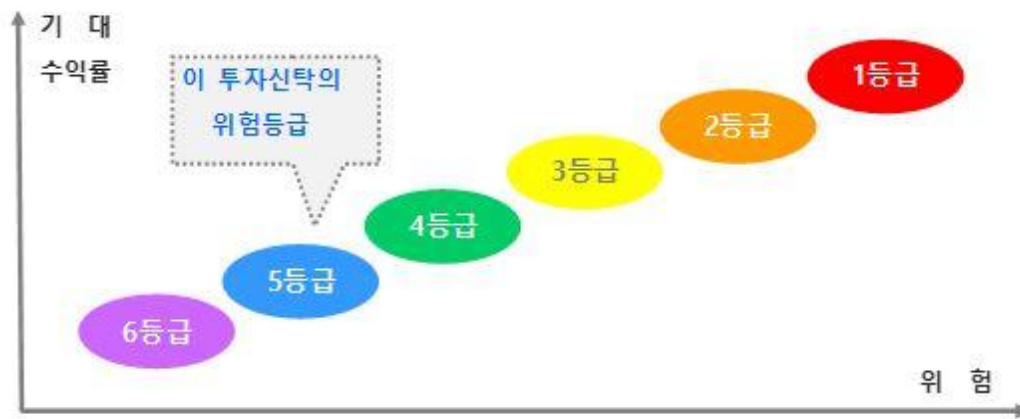 기 대
수익률
이 투자신탁의
위험등급
1등급
2등급
3등급
4등급
5등급
6등급
위 험